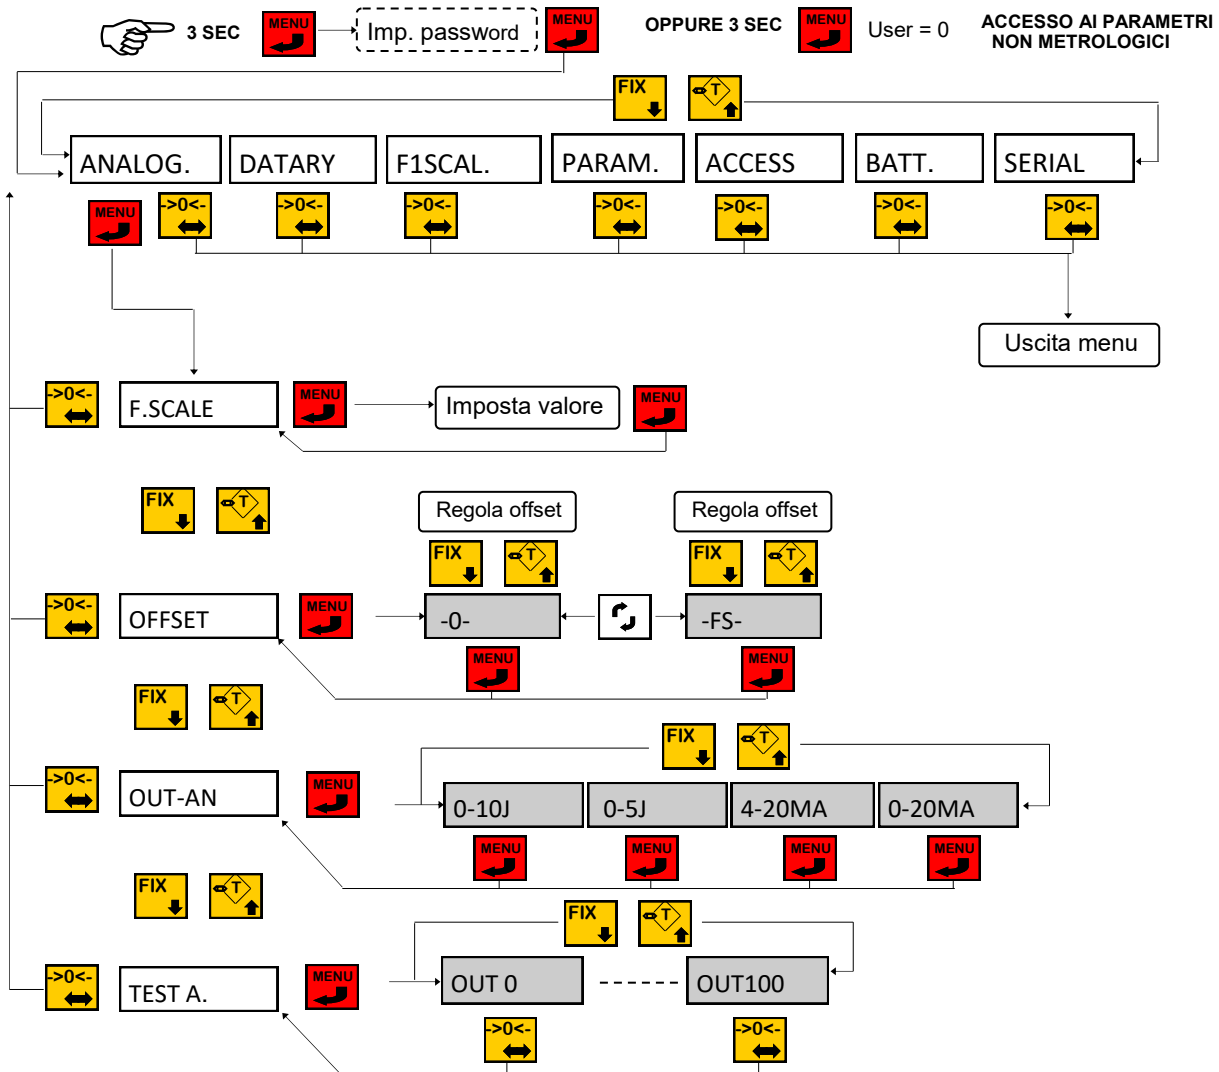 3 SEC MENU Imp. password MENU OPPURE 3 SEC MENU User = 0 ACCESSO AI PARAMETRI
NON METROLOGICI
FIX T
ANALOG. DATARY F1SCAL. PARAM. ACCESS BATT. SERIAL
MENU ->0<- ->0<- ->0<- ->0<- ->0<- ->0<- ->0<-
Uscita menu
->0<- F.SCALE MENU Imposta valore MENU
FIX T Regola offset Regola offset
FIX T FIX T
->0<- OFFSET MENU -0- -FS-
MENU MENU
FIX T
FIX T
->0<- OUT-AN MENU 0-10J 0-5J 4-20MA 0-20MA
MENU MENU MENU MENU
FIX T
FIX T
->0<- TEST A. MENU OUT 0 ------ OUT100
->0<- ->0<-